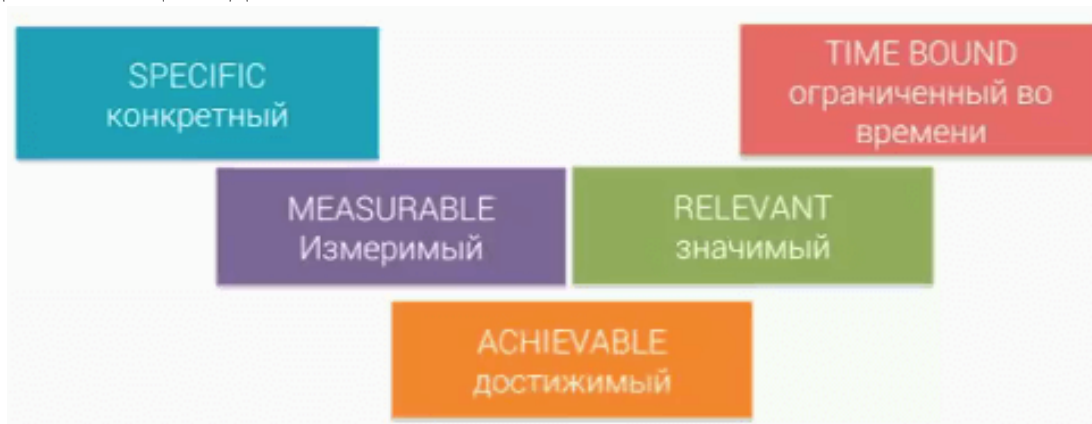 SPECIFIC
конкретный
TIME BOUND
ограниченный во
времени
MEASURABLE
Измеримый
RELEVANT
значимый
ACHIEVABLE
достижимый